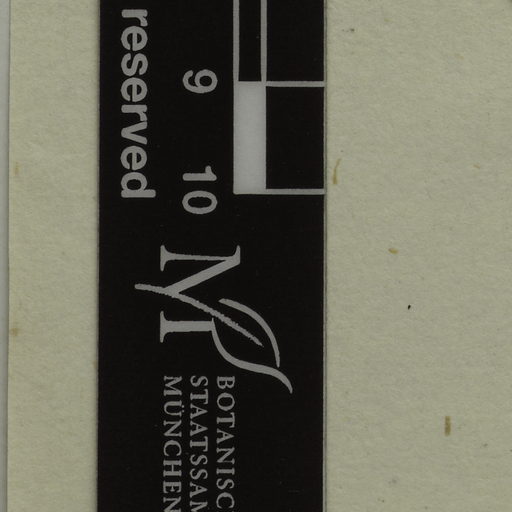 reserved
9 10
M
BOTANISC
STAATSSAM
MÜNCHEN